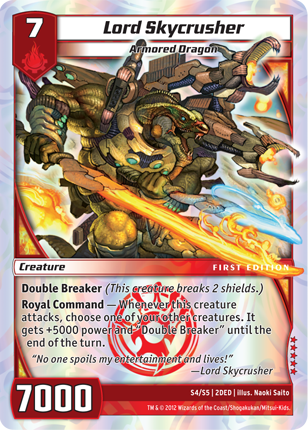 7
Lord Skycrusher
Armored Dragon
Creature
FIRST EDITION
Double Breaker (This creature breaks 2 shields.)
Royal Command — Whenever this creature
attacks, choose one of your other creatures. It
gets +5000 power and "Double Breaker" until the
end of the turn.
"No one spoils my entertainment and lives!"
—Lord Skycrusher
7000
S4/S5 | 2DED | illus. Naoki Saito
TM & © 2012 Wizards of the Coast/Shogakukan/Mitsui-Kids.